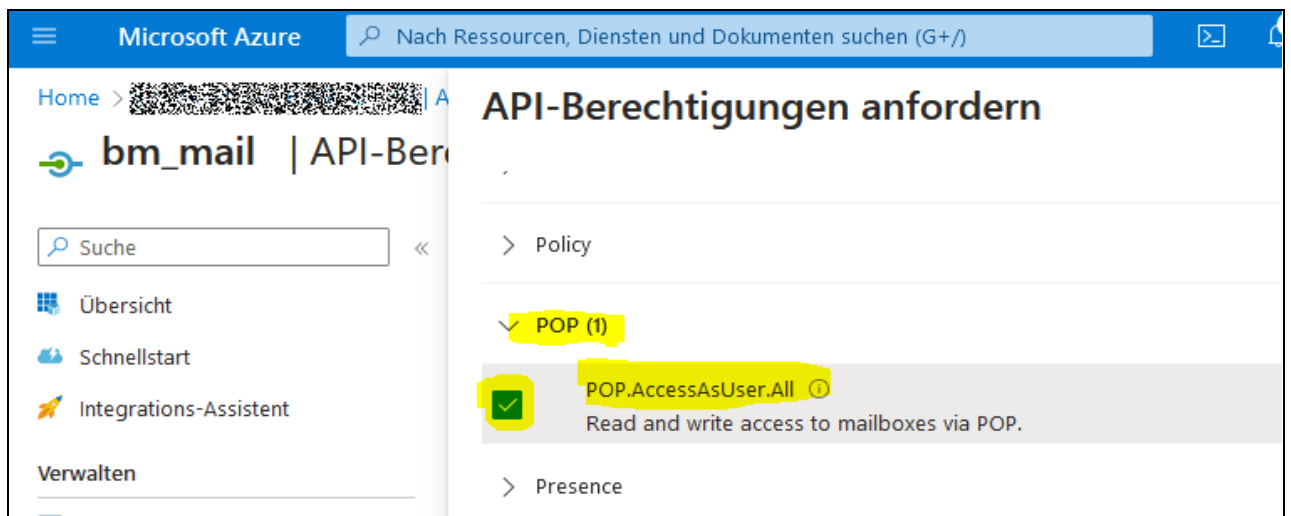 Microsoft Azure
Nach Ressourcen, Diensten und Dokumenten suchen (G+/)
Home > | A
bm_mail | API-Ber
Suche
Übersicht
Schnellstart
Integrations-Assistent
Verwalten
API-Berechtigungen anfordern
Policy
POP (1)
POP.AccessAsUser.All
Read and write access to mailboxes via POP.
Presence